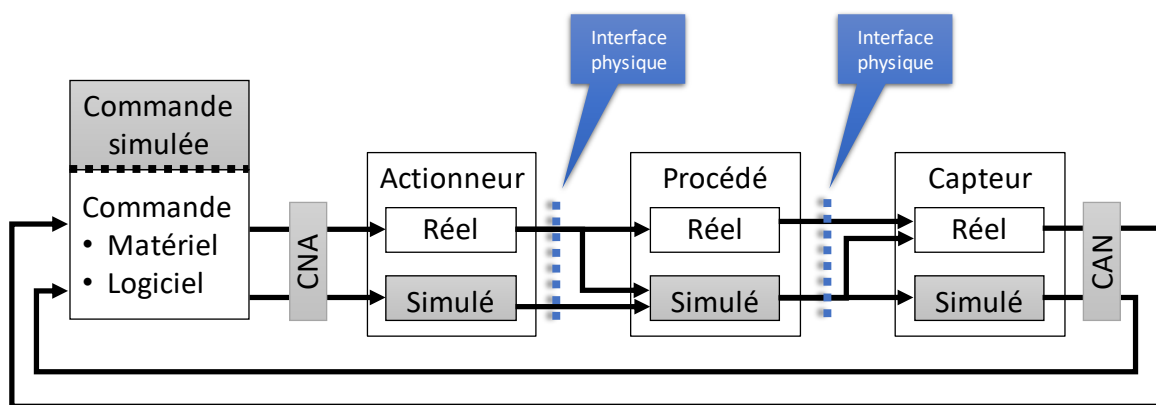 Interface
physique
Interface
physique
Commande
simulée
Commande
• Matériel
• Logiciel
CNA
Actionneur
Réel
Simulé
Procédé
Réel
Simulé
Capteur
Réel
Simulé
CAN